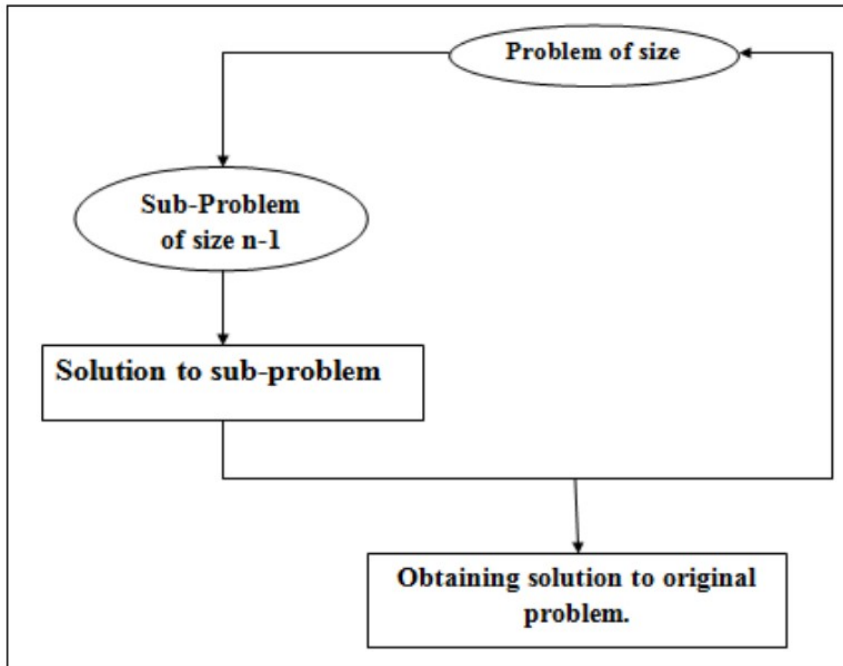 Problem of size
Sub-Problem
of size n-1
Solution to sub-problem
Obtaining solution to original
problem.